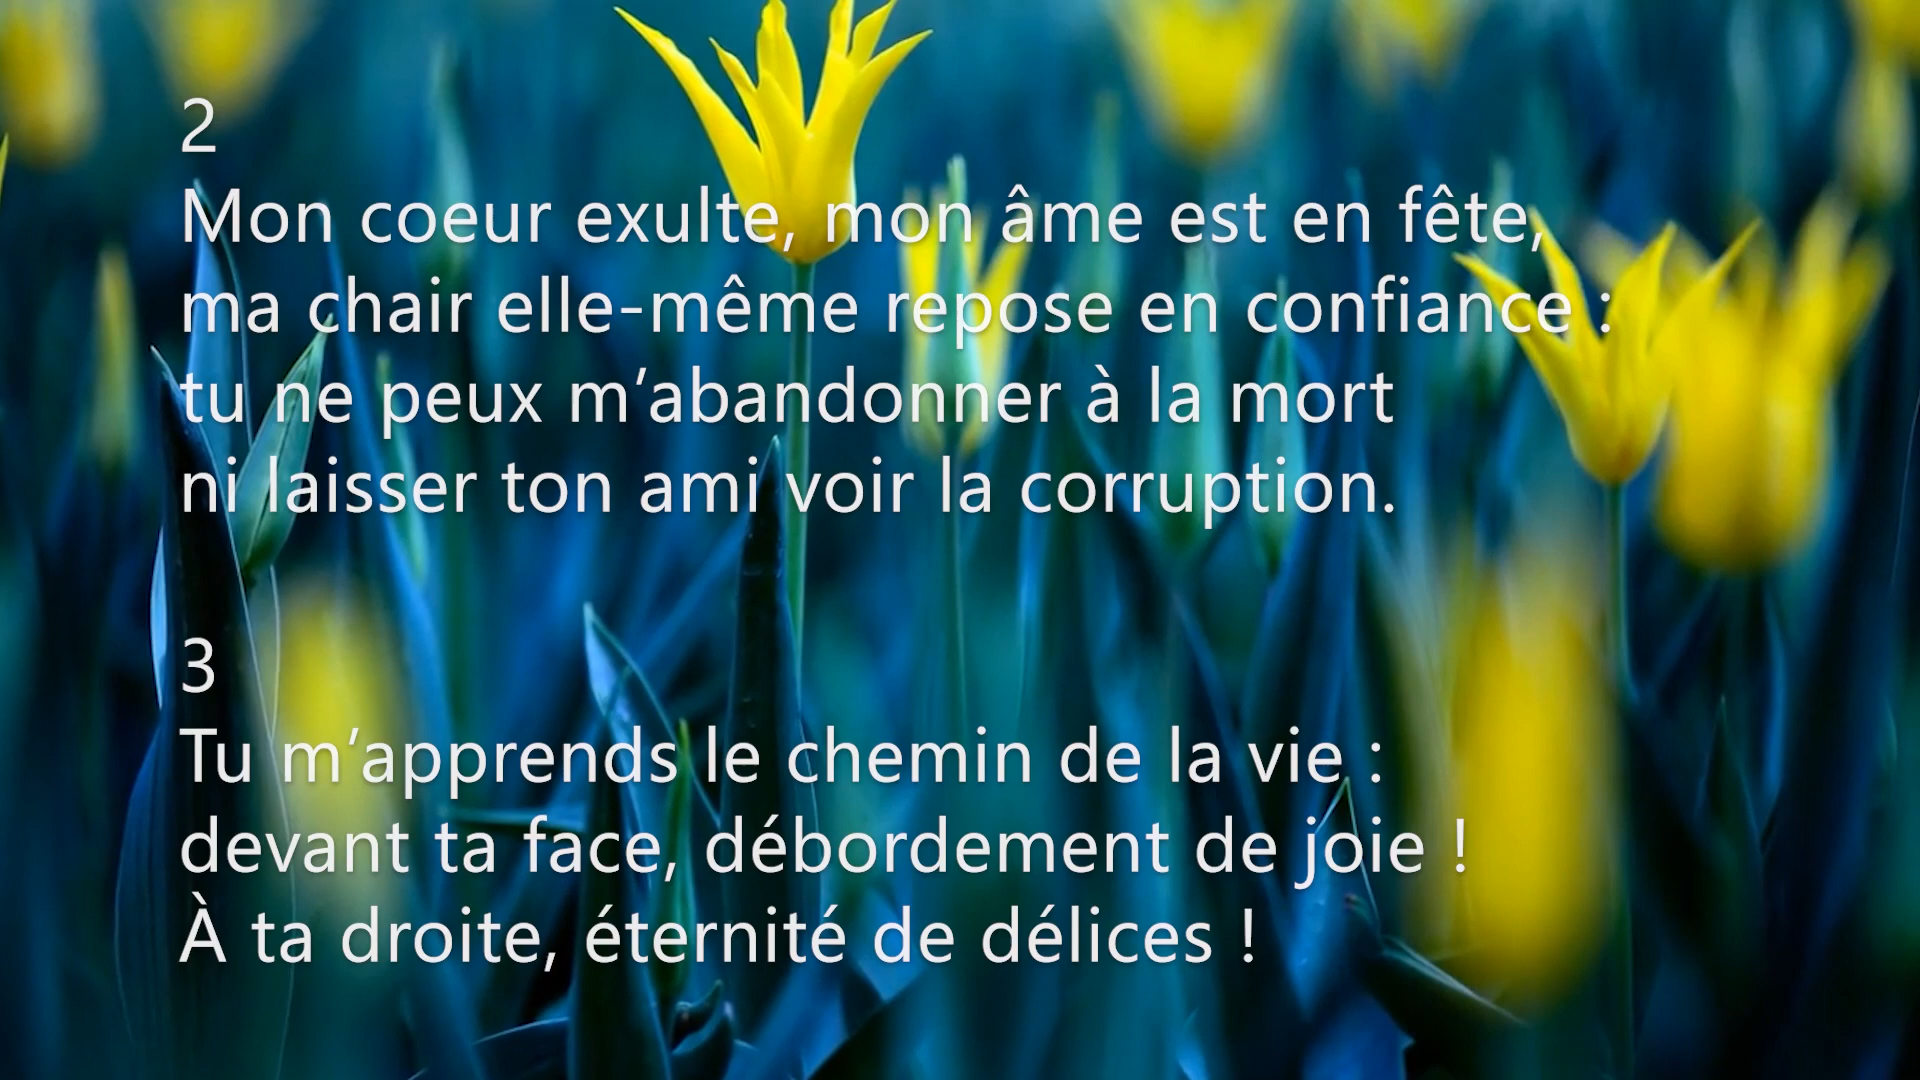 2
Mon coeur exulte, mon âme est en fête,
ma chair elle-même repose en confiance :
tu ne peux m’abandonner à la mort
ni laisser ton ami voir la corruption.
3
Tu m’apprends le chemin de la vie :
devant ta face, débordement de joie !
À ta droite, éternité de délices !